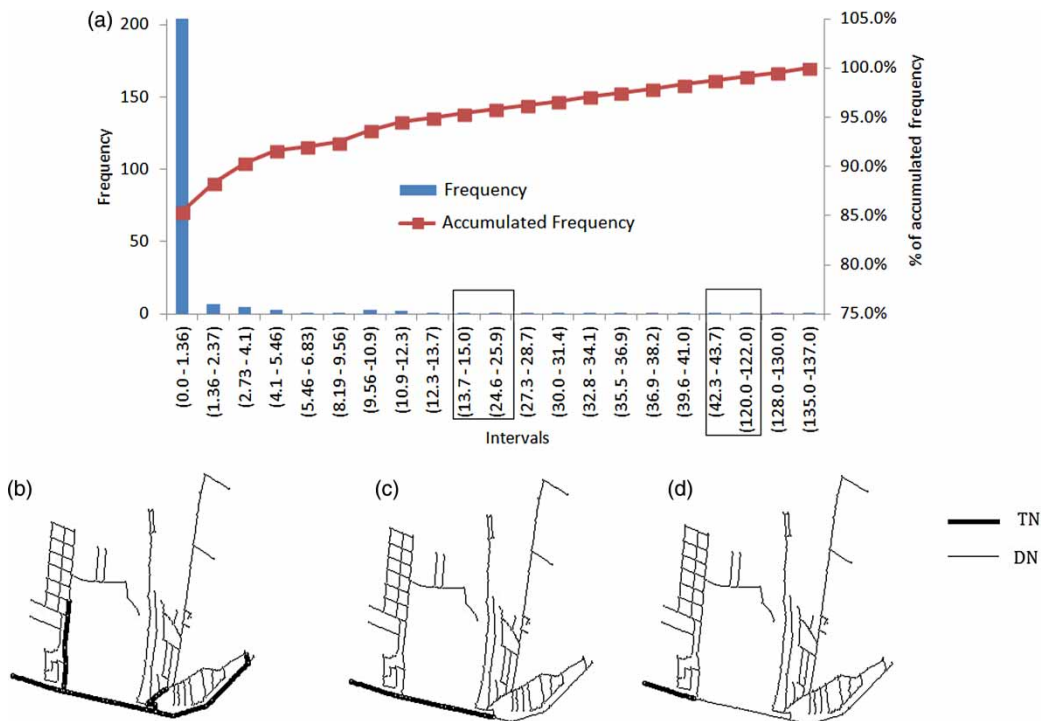 (a)
200
150
100
50
0
Frequency
105.0%
100.0%
95.0%
90.0%
85.0%
80.0%
75.0%
% of accumulated frequency
Frequency
Accumulated Frequency
(0.0 - 1.36)
(1.36 - 2.37)
(2.73 - 4.1)
(4.1 - 5.46)
(5.46 - 6.83)
(8.19 - 9.56)
(9.56 -10.9)
(10.9 -12.3)
(12.3 -13.7)
(13.7 - 15.0)
(24.6 - 25.9)
(27.3 - 28.7)
(30.0 - 31.4)
(32.8 - 34.1)
(35.5 - 36.9)
(36.9 - 38.2)
(39.6 - 41.0)
(42.3 - 43.7)
(120.0 -122.0)
(128.0 -130.0)
(135.0 -137.0)
Intervals
(b)
(c)
(d)
TN
DN